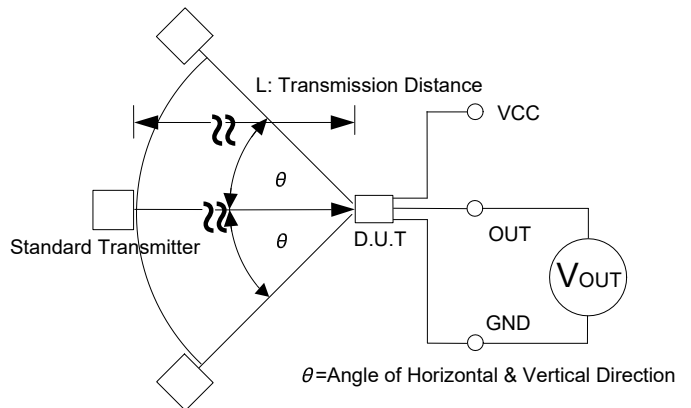 L: Transmission Distance
VCC
θ
D.U.T
OUT
Standard Transmitter
θ
VOUT
GND
θ=Angle of Horizontal & Vertical Direction